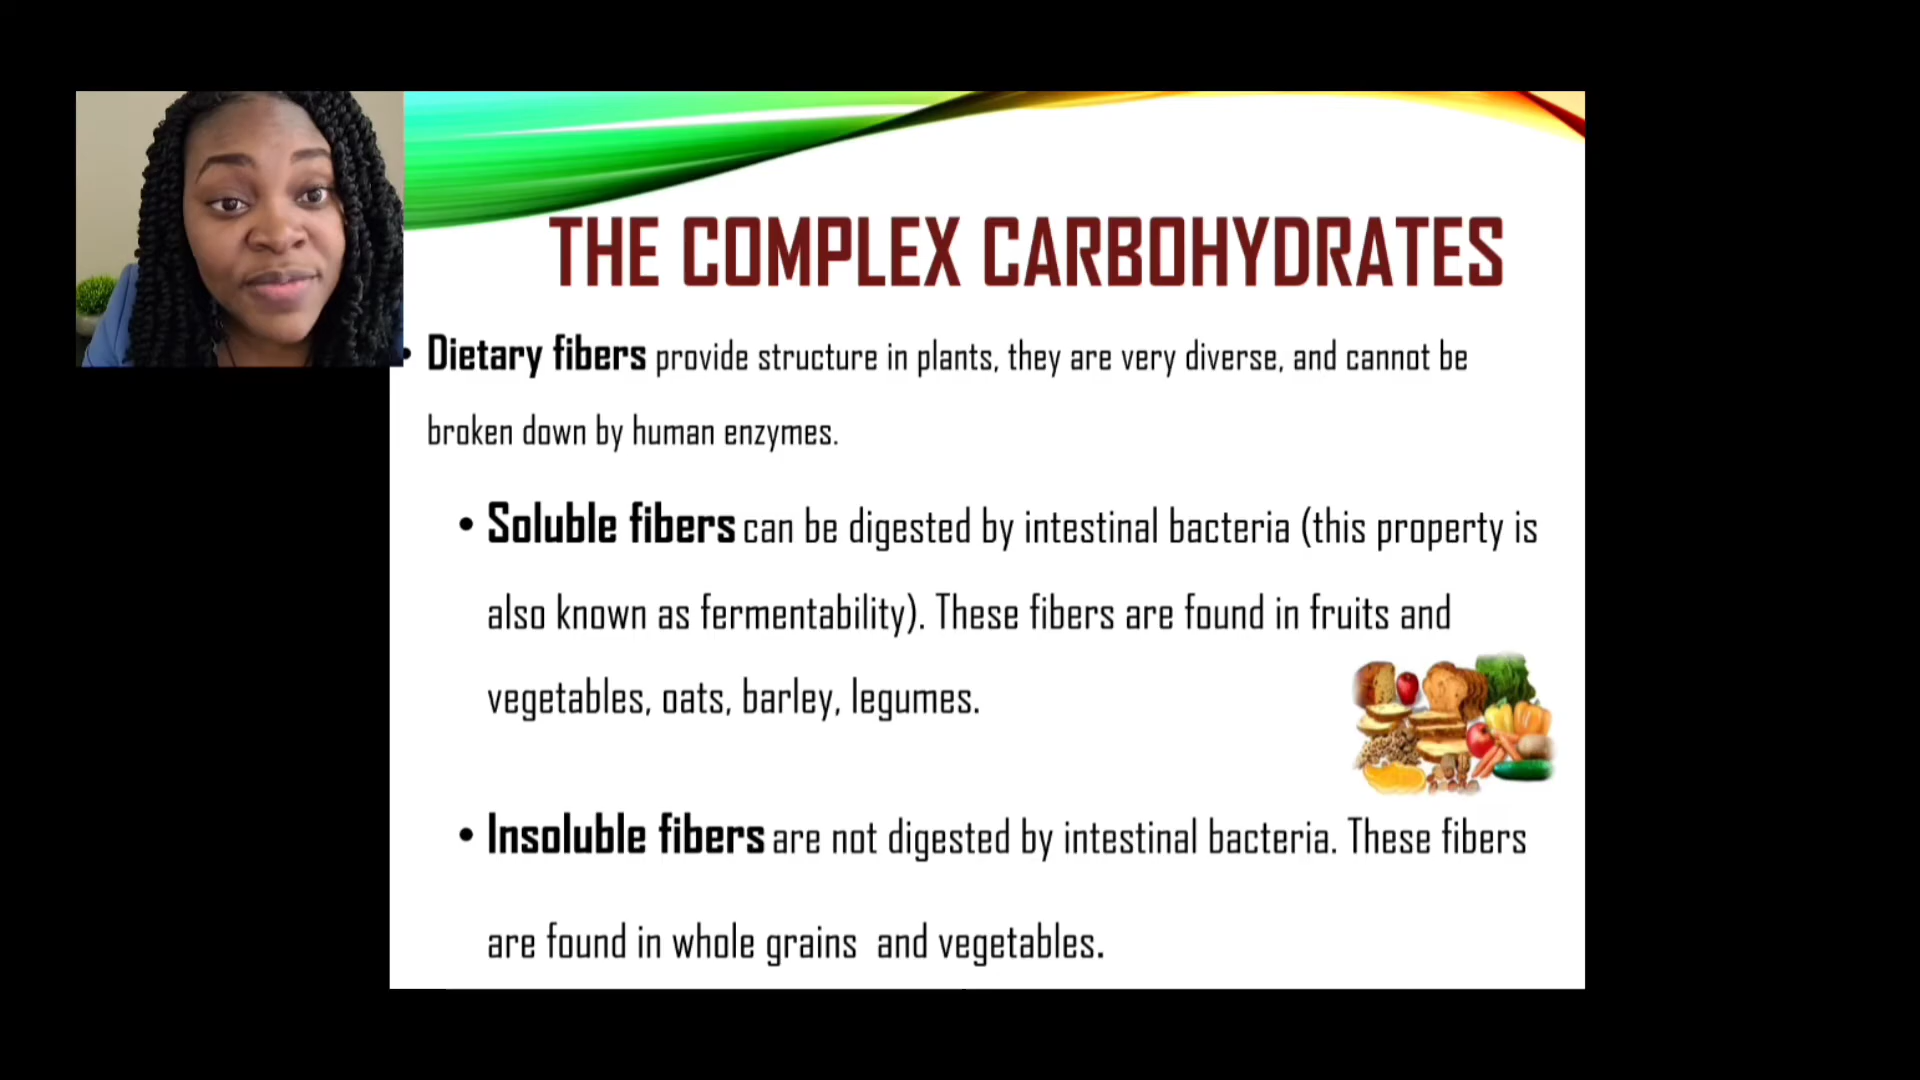 THE COMPLEX CARBOHYDRATES
• Dietary fibers provide structure in plants, they are very diverse, and cannot be
broken down by human enzymes.
• Soluble fibers can be digested by intestinal bacteria (this property is
also known as fermentability). These fibers are found in fruits and
vegetables, oats, barley, legumes.
• Insoluble fibers are not digested by intestinal bacteria. These fibers
are found in whole grains and vegetables.